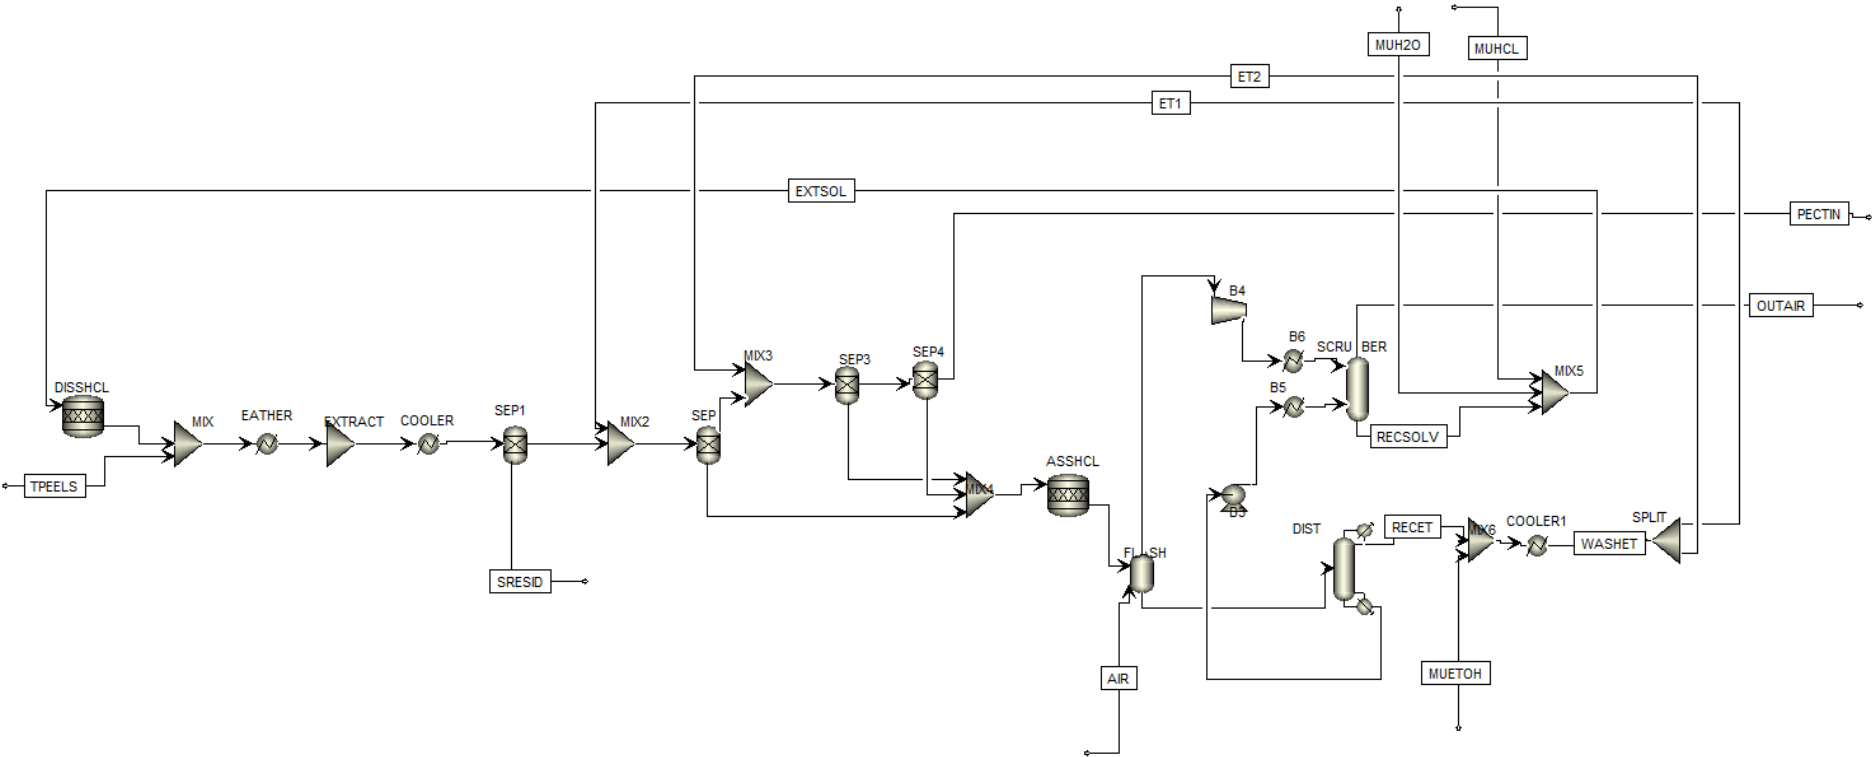 MUH2O
MUHCL
ET2
ET1
EXTSOL
PECTIN
B4
OUTAIR
B6
SCRU BER
MIX3
SEP3
SEP4
MIX5
DISSHCL
B5
EATHER
MIX
EXTRACT
COOLER
SEP1
MIX2
SEP
RECSOLV
ASSHCL
TPEELS
MIX4
B3
DIST
RECET
MIX6
COOLER1
SPLIT
WASHET
FLASH
SRESID
AIR
MUETOH